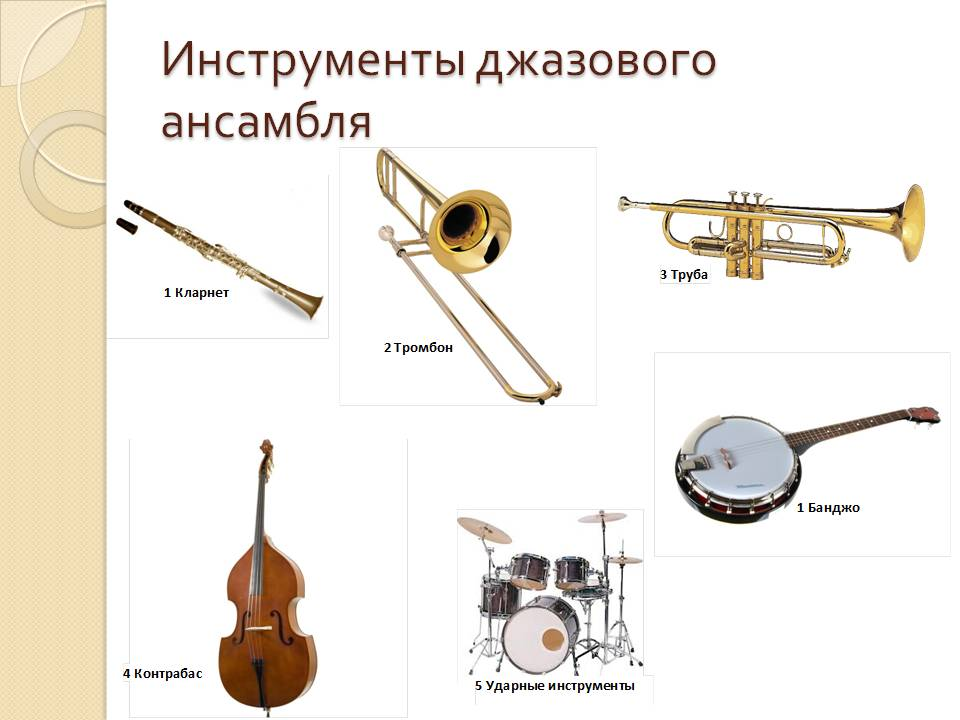 Инструменты джазового
ансамбля
1 Кларнет
2 Тромбон
3 Труба
1 Банджо
4 Контрабас
5 Ударные инструменты